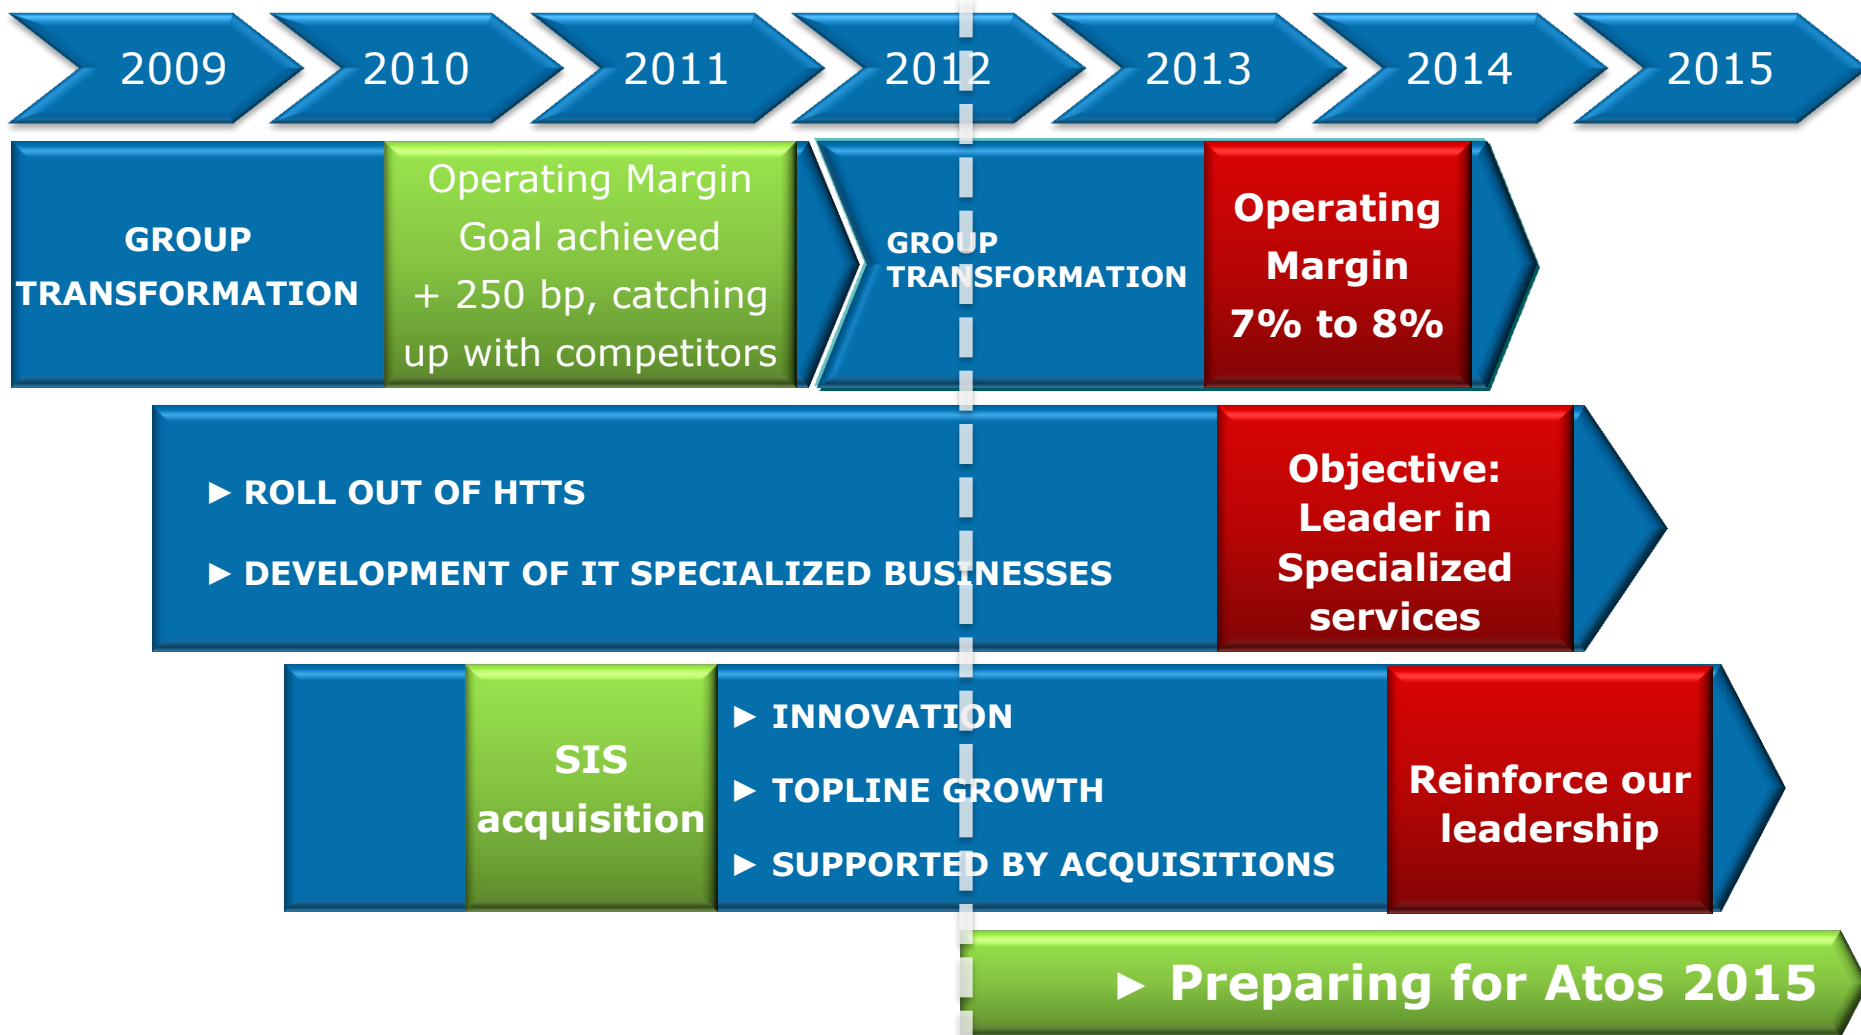 2009
2010
2011
2012
2013
2014
2015
GROUP
TRANSFORMATION
Operating Margin
Goal achieved
+ 250 bp, catching
up with competitors
GROUP
TRANSFORMATION
Operating
Margin
7% to 8%
► ROLL OUT OF HTTS
► DEVELOPMENT OF IT SPECIALIZED BUSINESSES
Objective:
Leader in
Specialized
services
SIS
acquisition
► INNOVATION
► TOPLINE GROWTH
► SUPPORTED BY ACQUISITIONS
Reinforce our
leadership
► Preparing for Atos 2015